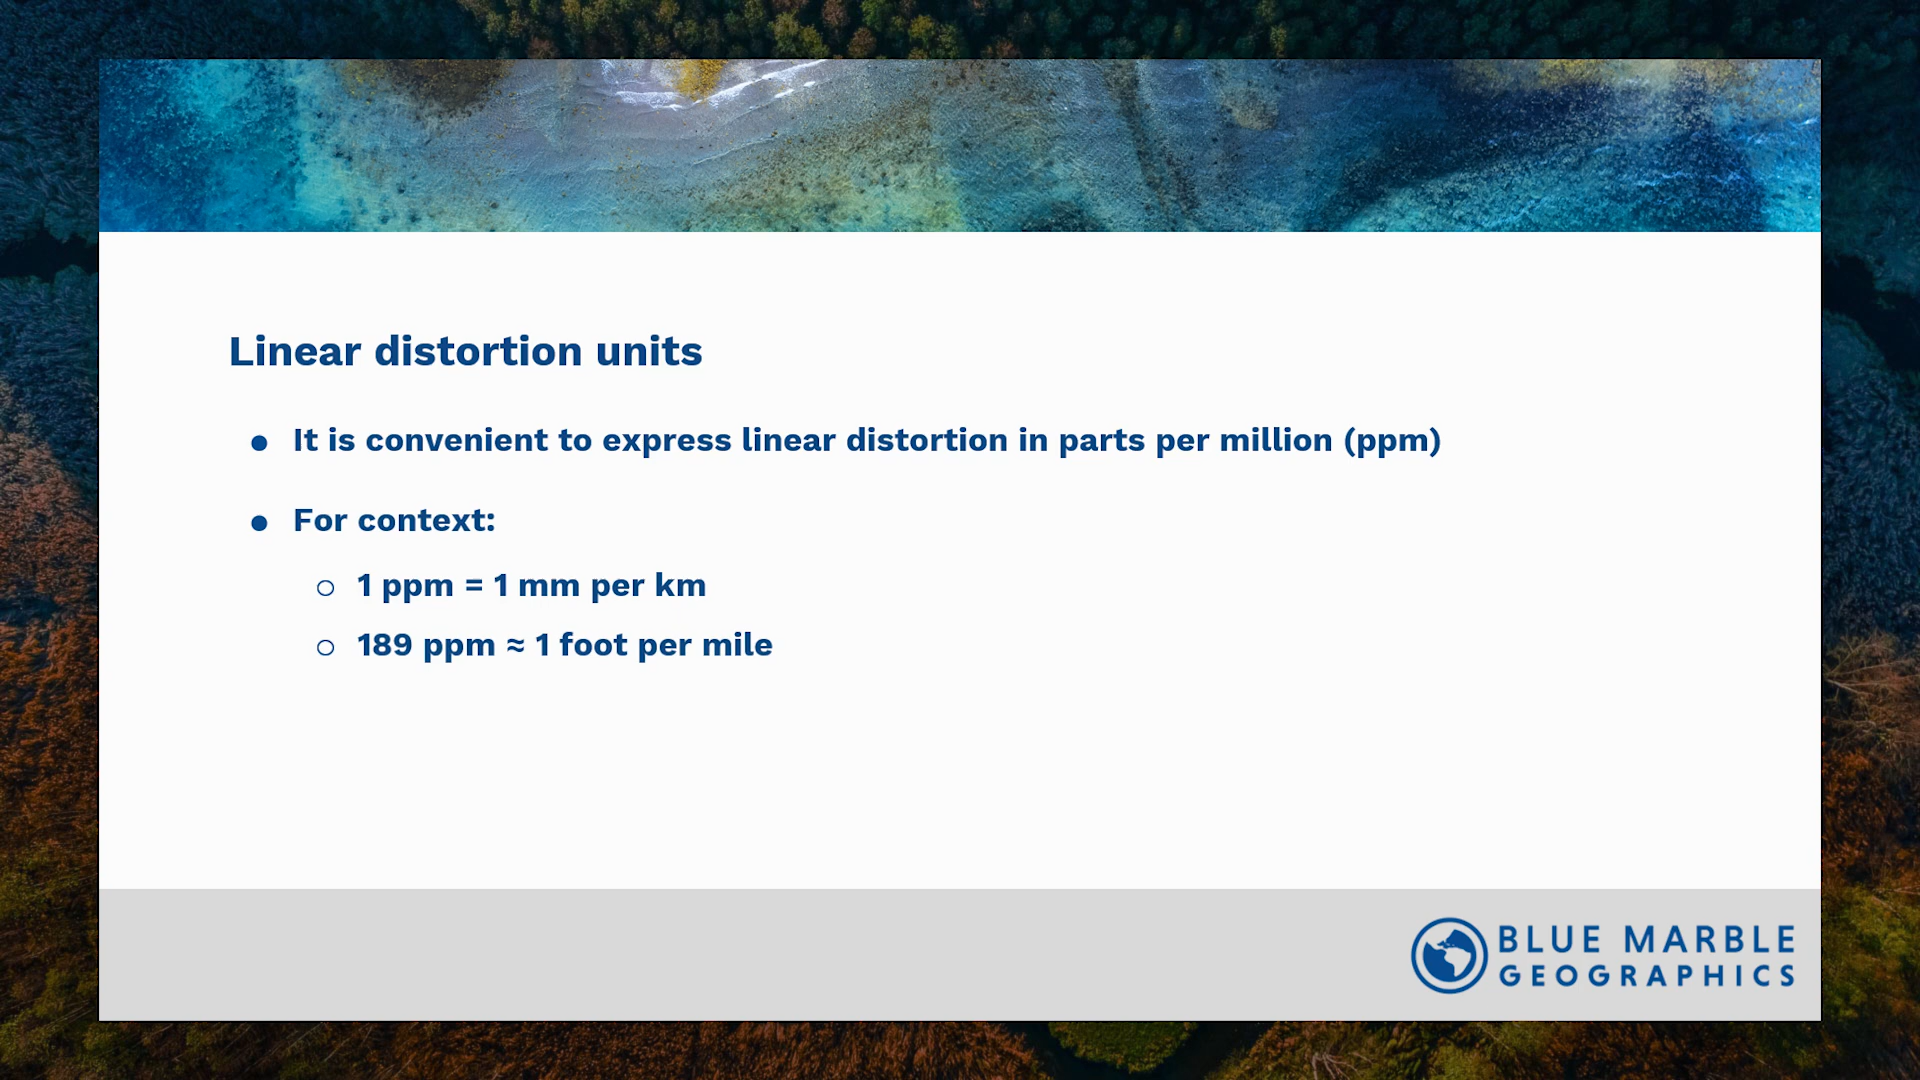 Linear distortion units
● It is convenient to express linear distortion in parts per million (ppm)
● For context:
○ 1 ppm = 1 mm per km
○ 189 ppm ≈ 1 foot per mile
BLUE MARBLE
GEOGRAPHICS